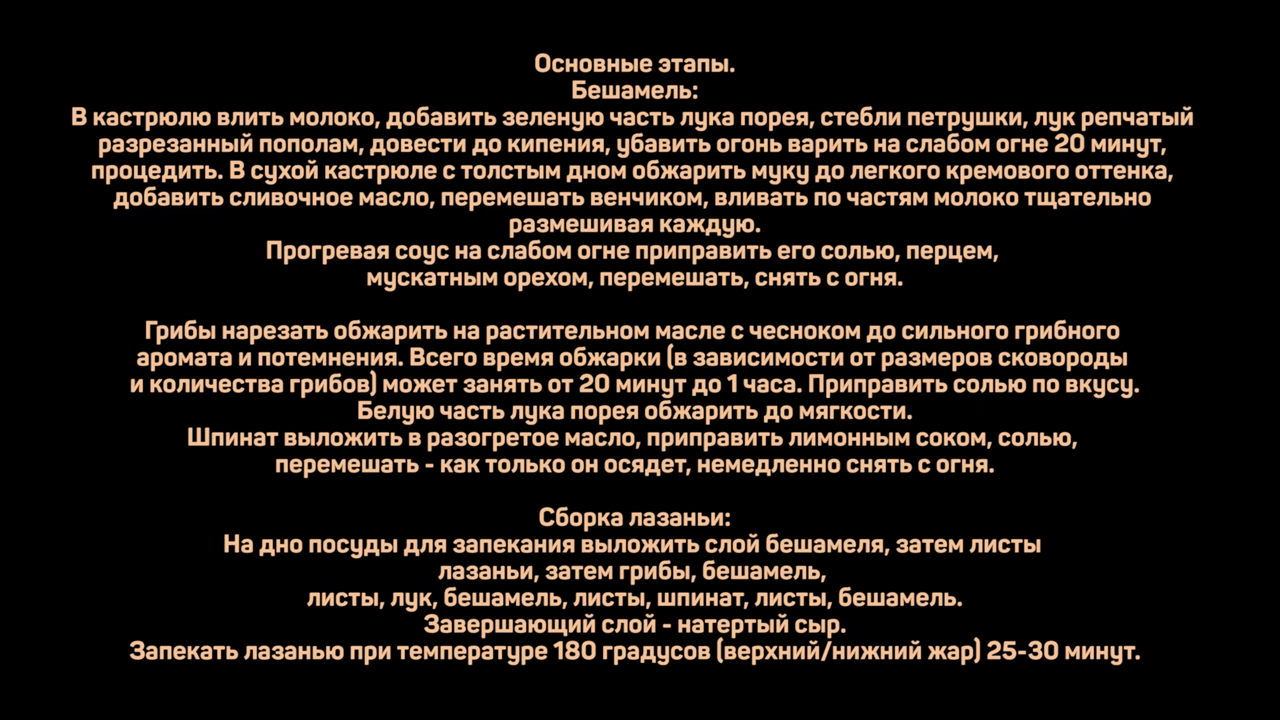 Основные этапы.
Бешамель:
В кастрюлю влить молоко, добавить зеленую часть лука порея, стебли петрушки, лук репчатый
разрезанный пополам, довести до кипения, убавить огонь варить на слабом огне 20 минут,
процедить. В сухой кастрюле с толстым дном обжарить муку до легкого кремового оттенка,
добавить сливочное масло, перемешать венчиком, вливать по частям молоко тщательно
размешивая каждую.
Прогревая соус на слабом огне приправить его солью, перцем,
мускатным орехом, перемешать, снять с огня.
Грибы нарезать обжарить на растительном масле с чесноком до сильного грибного
аромата и потемнения. Всего время обжарки (в зависимости от размеров сковороды
и количества грибов) может занять от 20 минут до 1 часа. Приправить солью по вкусу.
Белую часть лука порея обжарить до мягкости.
Шпинат выложить в разогретое масло, приправить лимонным соком, солью,
перемешать - как только он осядет, немедленно снять с огня.
Сборка лазаньи:
На дно посуды для запекания выложить слой бешамеля, затем листы
лазаньи, затем грибы, бешамель,
листы, лук, бешамель, листы, шпинат, листы, бешамель.
Завершающий слой - натертый сыр.
Запекать лазанью при температуре 180 градусов (верхний/нижний жар) 25-30 минут.